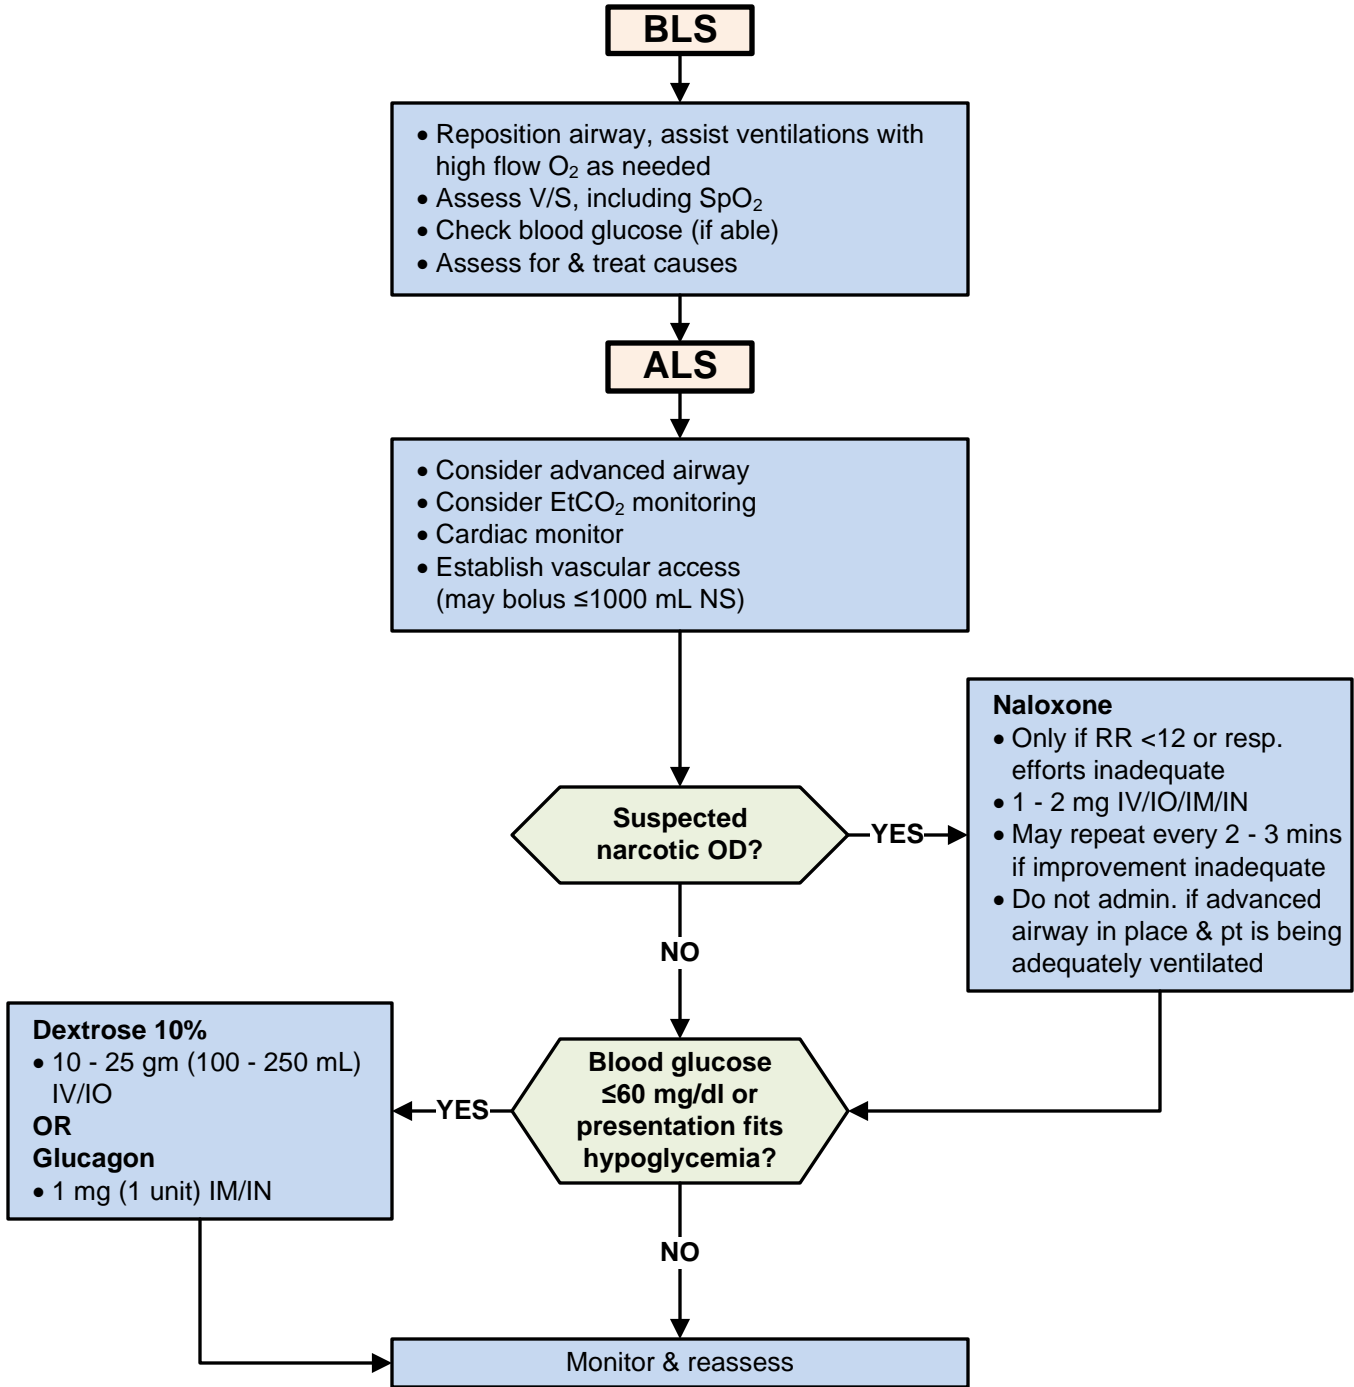 BLS
• Reposition airway, assist ventilations with
high flow O₂ as needed
• Assess V/S, including SpO₂
• Check blood glucose (if able)
• Assess for & treat causes
ALS
• Consider advanced airway
• Consider EtCO₂ monitoring
• Cardiac monitor
• Establish vascular access
(may bolus ≤1000 mL NS)
Suspected
narcotic OD?
YES
Naloxone
• Only if RR <12 or resp.
efforts inadequate
• 1 - 2 mg IV/IO/IM/IN
• May repeat every 2 - 3 mins
if improvement inadequate
• Do not admin. if advanced
airway in place & pt is being
adequately ventilated
NO
Blood glucose
≤60 mg/dl or
presentation fits
hypoglycemia?
YES
Dextrose 10%
• 10 - 25 gm (100 - 250 mL)
IV/IO
OR
Glucagon
• 1 mg (1 unit) IM/IN
NO
Monitor & reassess